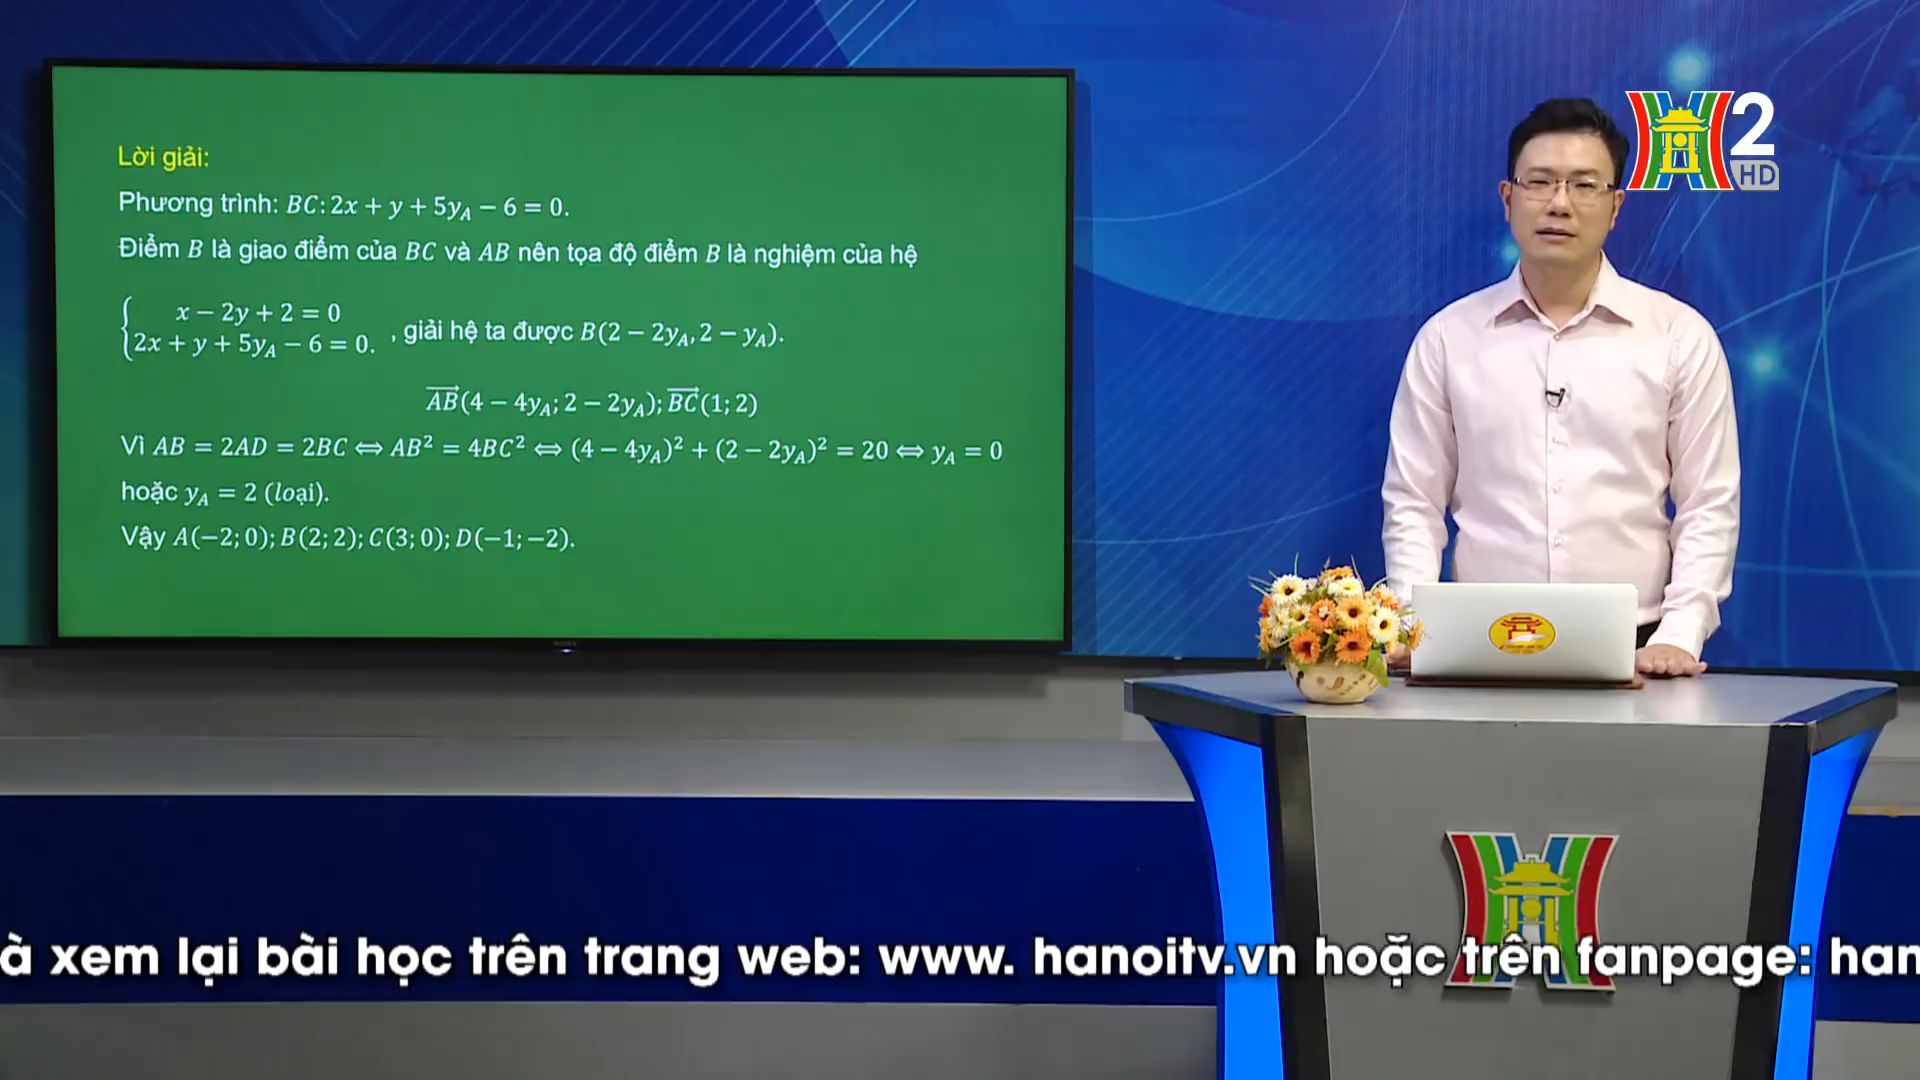 2
HD
Lời giải:
Phương trình: BC: 2x + y + 5y_A − 6 = 0.
Điểm B là giao điểm của BC và AB nên tọa độ điểm B là nghiệm của hệ
x − 2y + 2 = 0
2x + y + 5y_A − 6 = 0.
, giải hệ ta được B(2 − 2y_A, 2 − y_A).
AB(4 − 4y_A; 2 − 2y_A); BC(1; 2)
Vì AB = 2AD = 2BC ⇔ AB² = 4BC² ⇔ (4 − 4y_A)² + (2 − 2y_A)² = 20 ⇔ y_A = 0
hoặc y_A = 2 (loại).
Vậy A(−2; 0); B(2; 2); C(3; 0); D(−1; −2).
à xem lại bài học trên trang web: www. hanoitv.vn hoặc trên fanpage: han